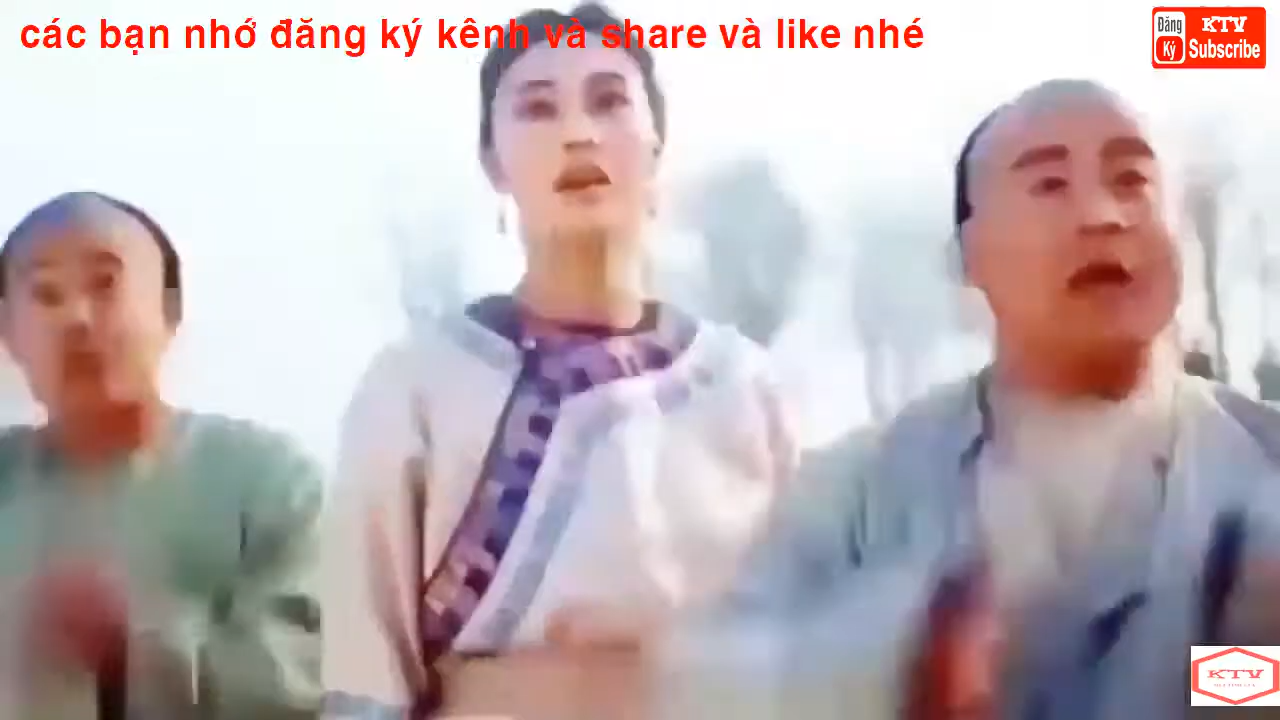 các bạn nhớ đăng ký kênh và share và like nhé
Đăng Ký
KTV Subscribe
KTV